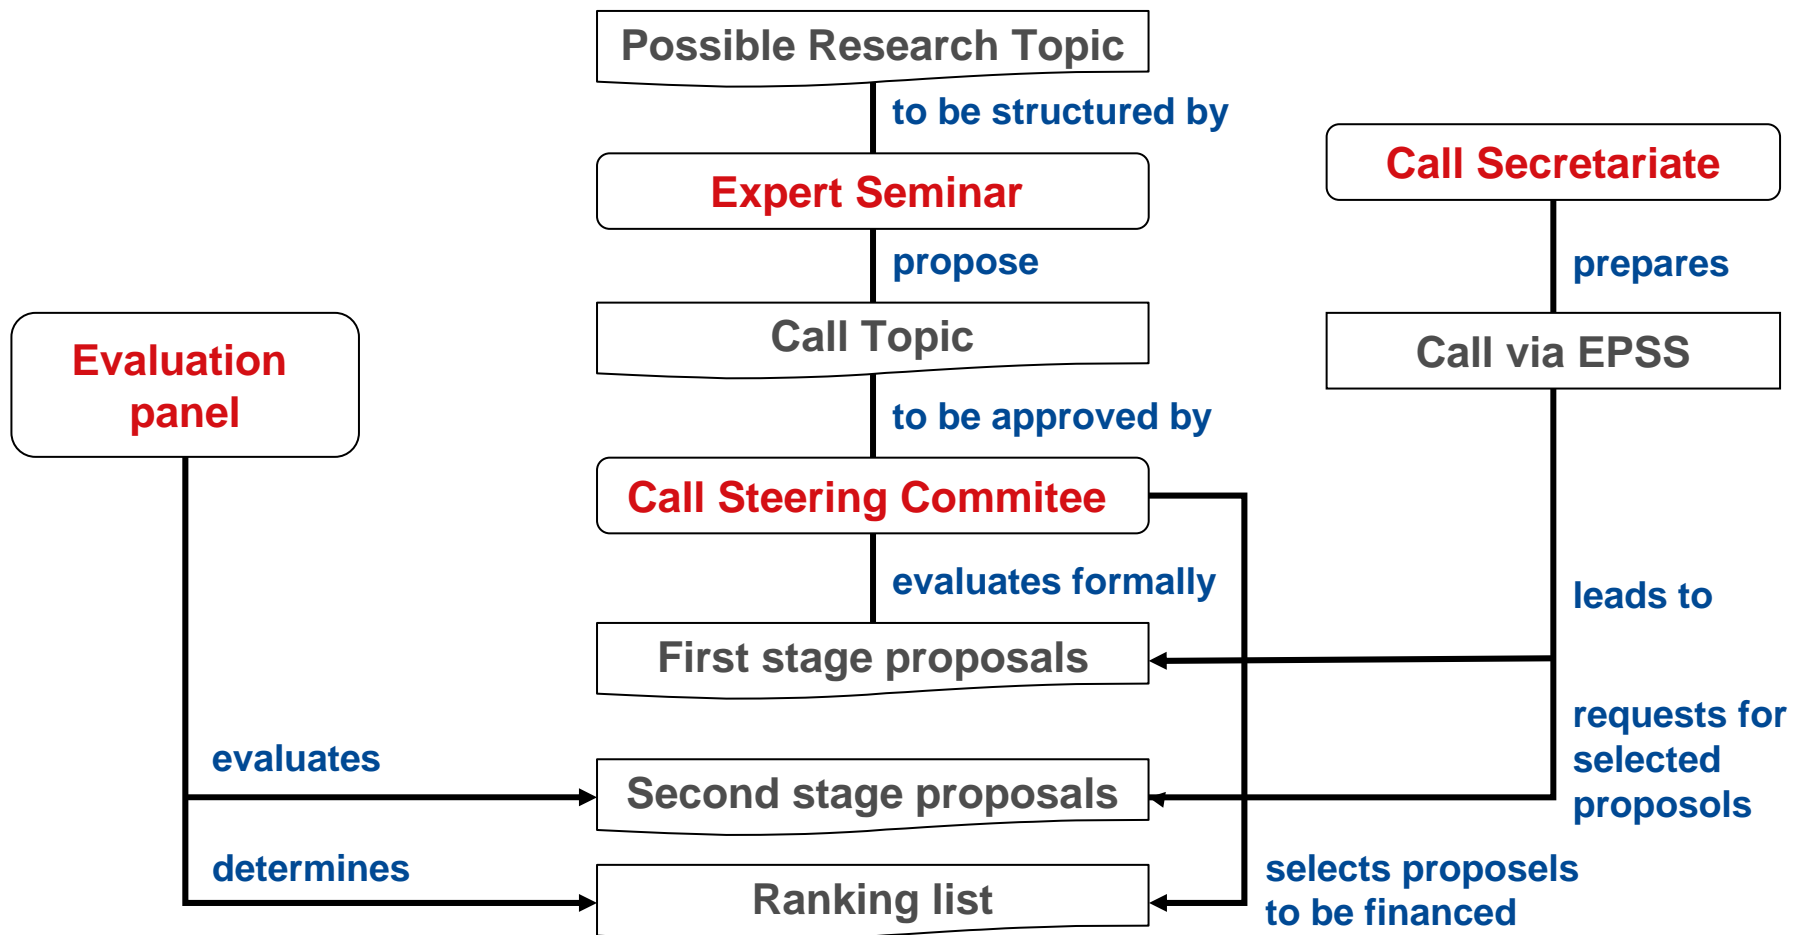 Possible Research Topic
to be structured by
Expert Seminar
Call Secretariate
propose
prepares
Call Topic
Call via EPSS
Evaluation
panel
to be approved by
Call Steering Commitee
evaluates formally
leads to
First stage proposals
requests for
selected
proposols
evaluates
Second stage proposals
determines
Ranking list
selects proposels
to be financed